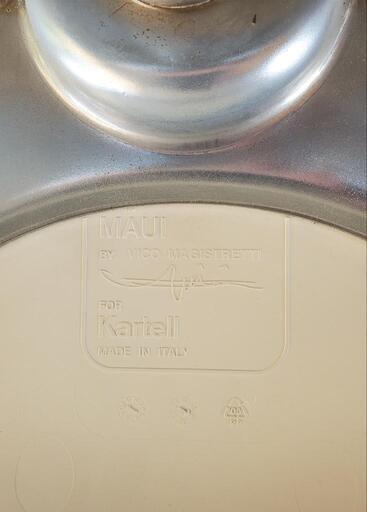 MAUI
BY VICO MAGISTRETTI
FOR
Kartell
MADE IN ITALY